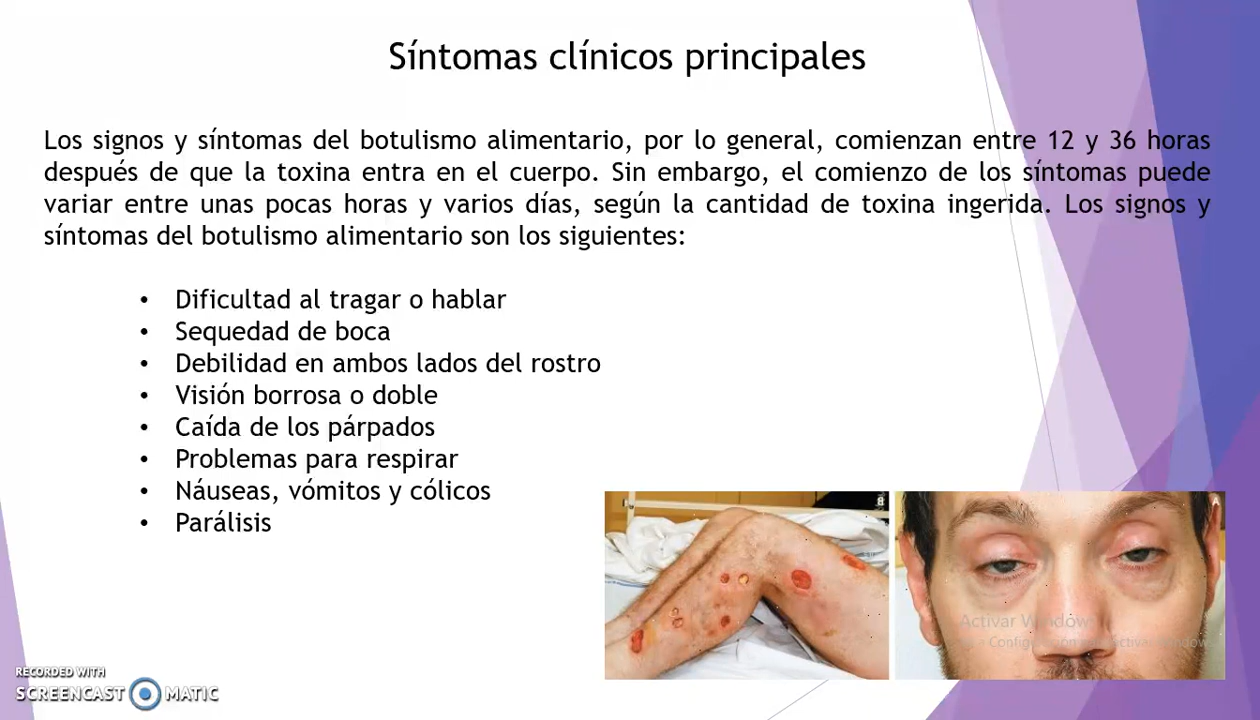 Síntomas clínicos principales
Los signos y síntomas del botulismo alimentario, por lo general, comienzan entre 12 y 36 horas
después de que la toxina entra en el cuerpo. Sin embargo, el comienzo de los síntomas puede
variar entre unas pocas horas y varios días, según la cantidad de toxina ingerida. Los signos y
síntomas del botulismo alimentario son los siguientes:
• Dificultad al tragar o hablar
• Sequedad de boca
• Debilidad en ambos lados del rostro
• Visión borrosa o doble
• Caída de los párpados
• Problemas para respirar
• Náuseas, vómitos y cólicos
• Parálisis
Activar Windows
a Configuración activar Windows.
RECORDED WITH
SCREENCAST MATIC